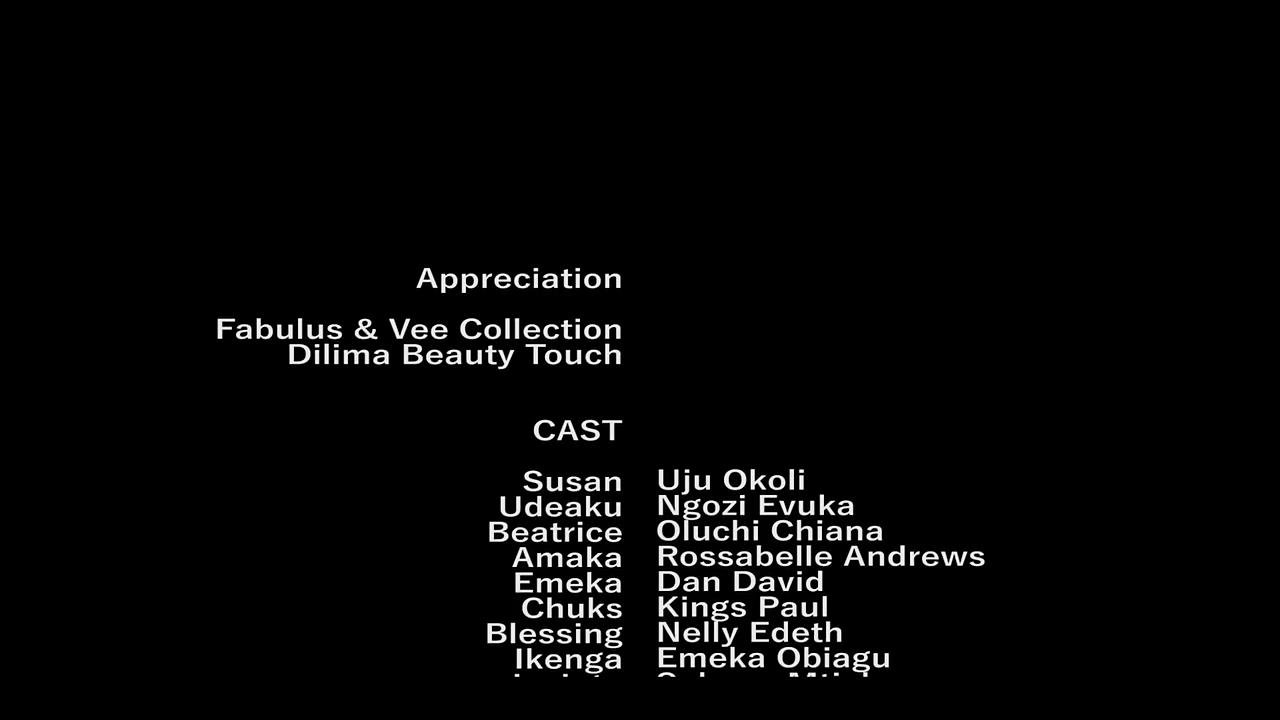 Appreciation
Fabulus & Vee Collection
Dilima Beauty Touch
CAST
Susan Uju Okoli
Udeaku Ngozi Evuka
Beatrice Oluchi Chiana
Amaka Rossabelle Andrews
Emeka Dan David
Chuks Kings Paul
Blessing Nelly Edeth
Ikenga Emeka Obiagu